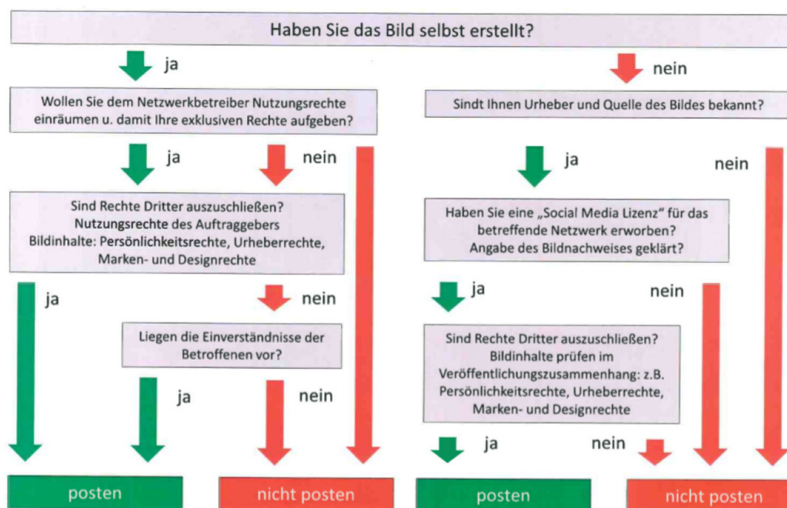 Haben Sie das Bild selbst erstellt?
ja
nein
Wollen Sie dem Netzwerkbetreiber Nutzungsrechte
einräumen u. damit Ihre exklusiven Rechte aufgeben?
Sindt Ihnen Urheber und Quelle des Bildes bekannt?
ja
nein
ja
nein
Sind Rechte Dritter auszuschließen?
Nutzungsrechte des Auftraggebers
Bildinhalte: Persönlichkeitsrechte, Urheberrechte,
Marken- und Designrechte
Haben Sie eine „Social Media Lizenz“ für das
betreffende Netzwerk erworben?
Angabe des Bildnachweises geklärt?
ja
nein
ja
nein
Liegen die Einverständnisse der
Betroffenen vor?
Sind Rechte Dritter auszuschließen?
Bildinhalte prüfen im
Veröffentlichungszusammenhang: z.B.
Persönlichkeitsrechte, Urheberrechte,
Marken- und Designrechte
ja
nein
ja
nein
posten
nicht posten
posten
nicht posten